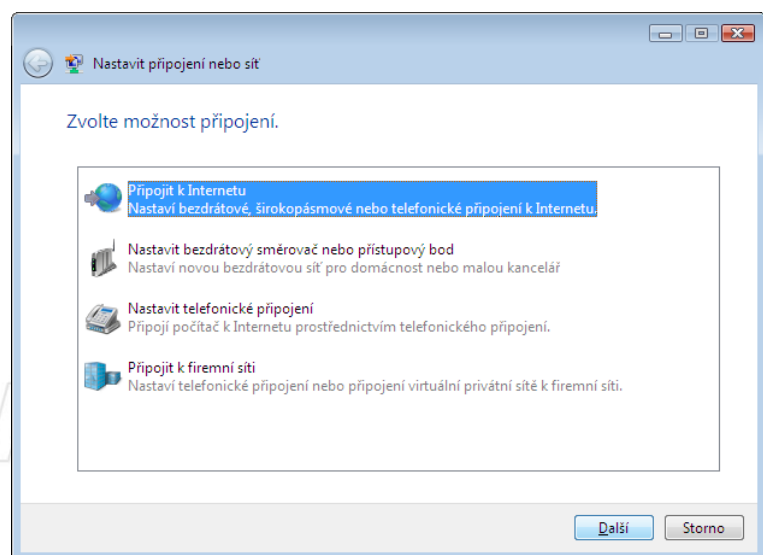 Nastavit připojení nebo síť
Zvolte možnost připojení.
Připojit k Internetu
Nastaví bezdrátové, širokopásmové nebo telefonické připojení k Internetu.
Nastavit bezdrátový směrovač nebo přístupový bod
Nastaví novou bezdrátovou síť pro domácnost nebo malou kancelář
Nastavit telefonické připojení
Připojí počítač k Internetu prostřednictvím telefonického připojení.
Připojit k firemní síti
Nastaví telefonické připojení nebo připojení virtuální privátní sítě k firemní síti.
Další Storno